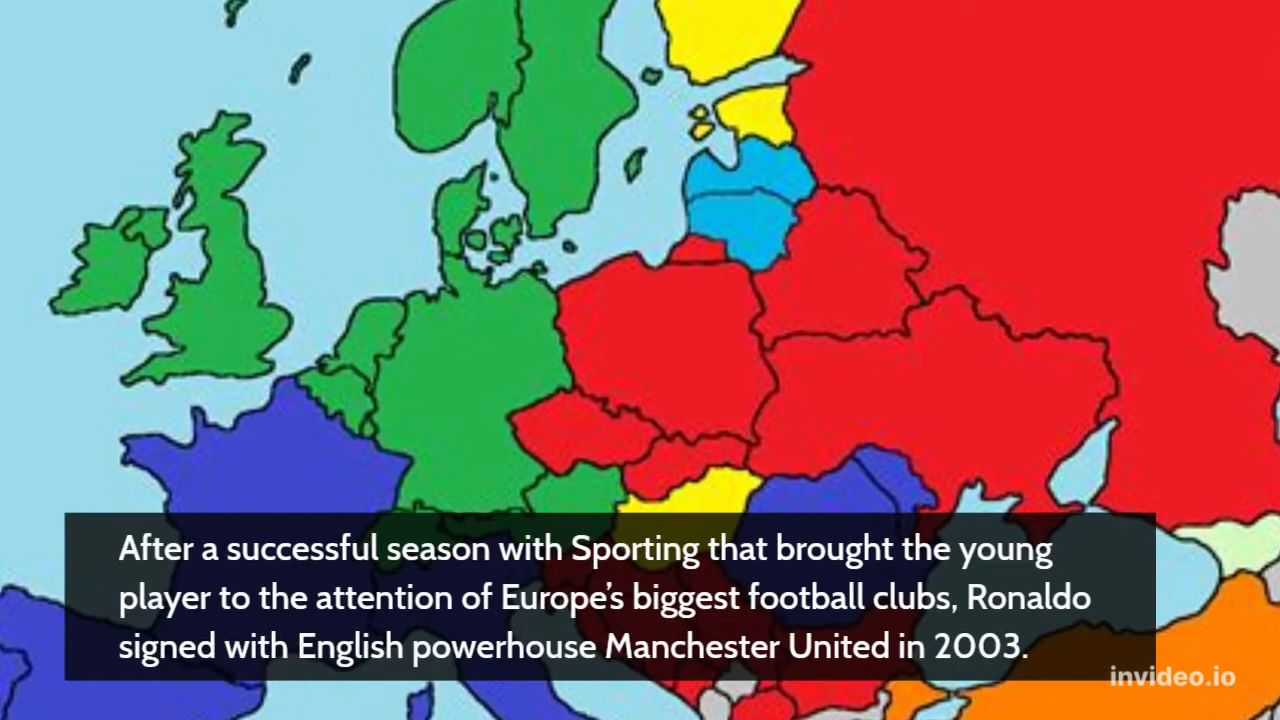 After a successful season with Sporting that brought the young
player to the attention of Europe’s biggest football clubs, Ronaldo
signed with English powerhouse Manchester United in 2003.
invideo.io